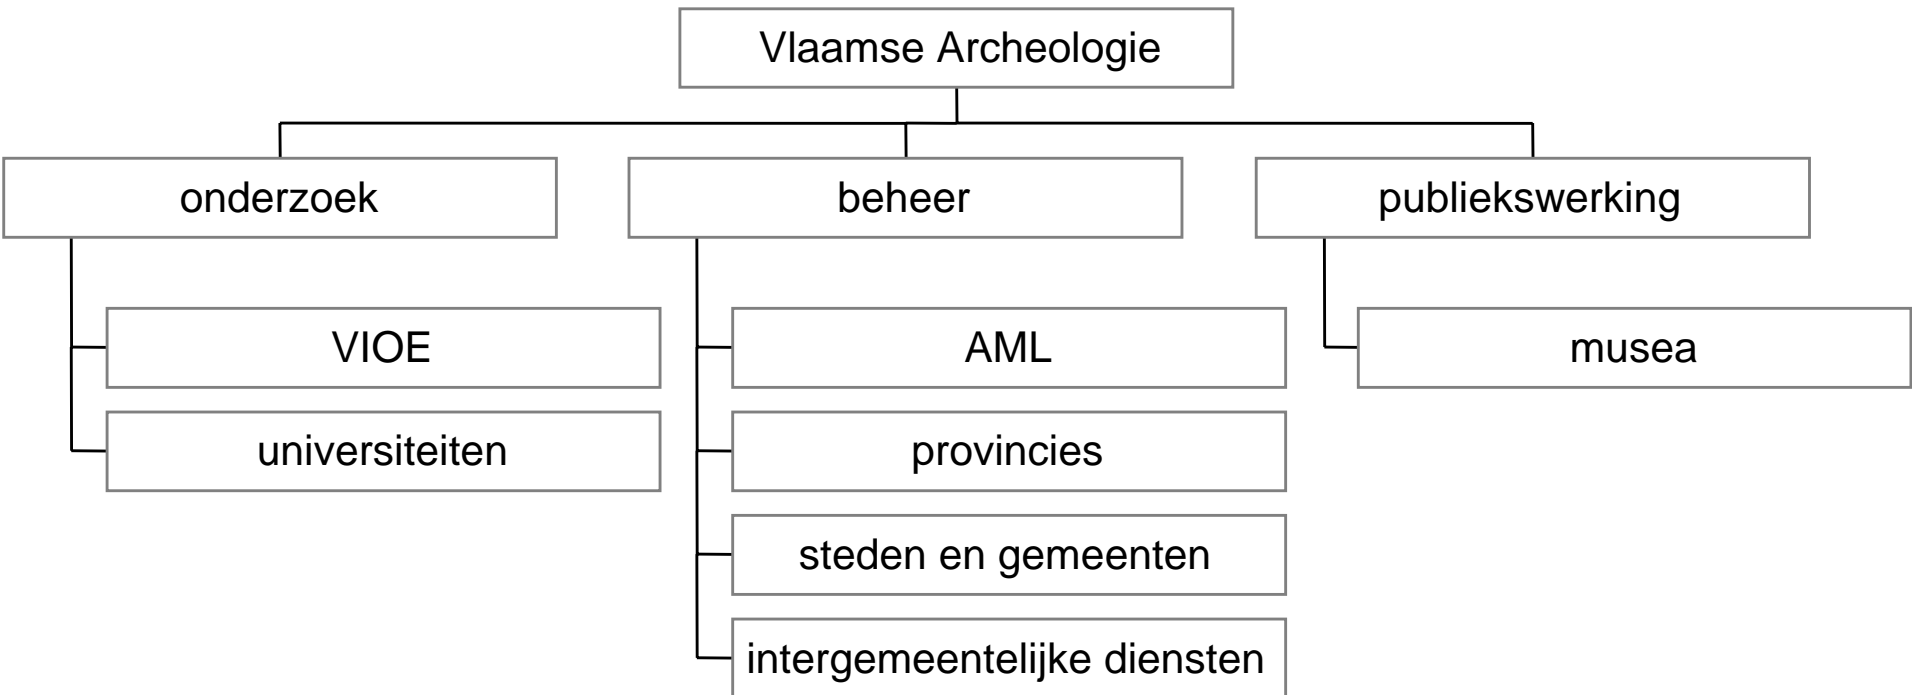 Vlaamse Archeologie
onderzoek
beheer
publiekswerking
VIOE
universiteiten
AML
provincies
steden en gemeenten
intergemeentelijke diensten
musea